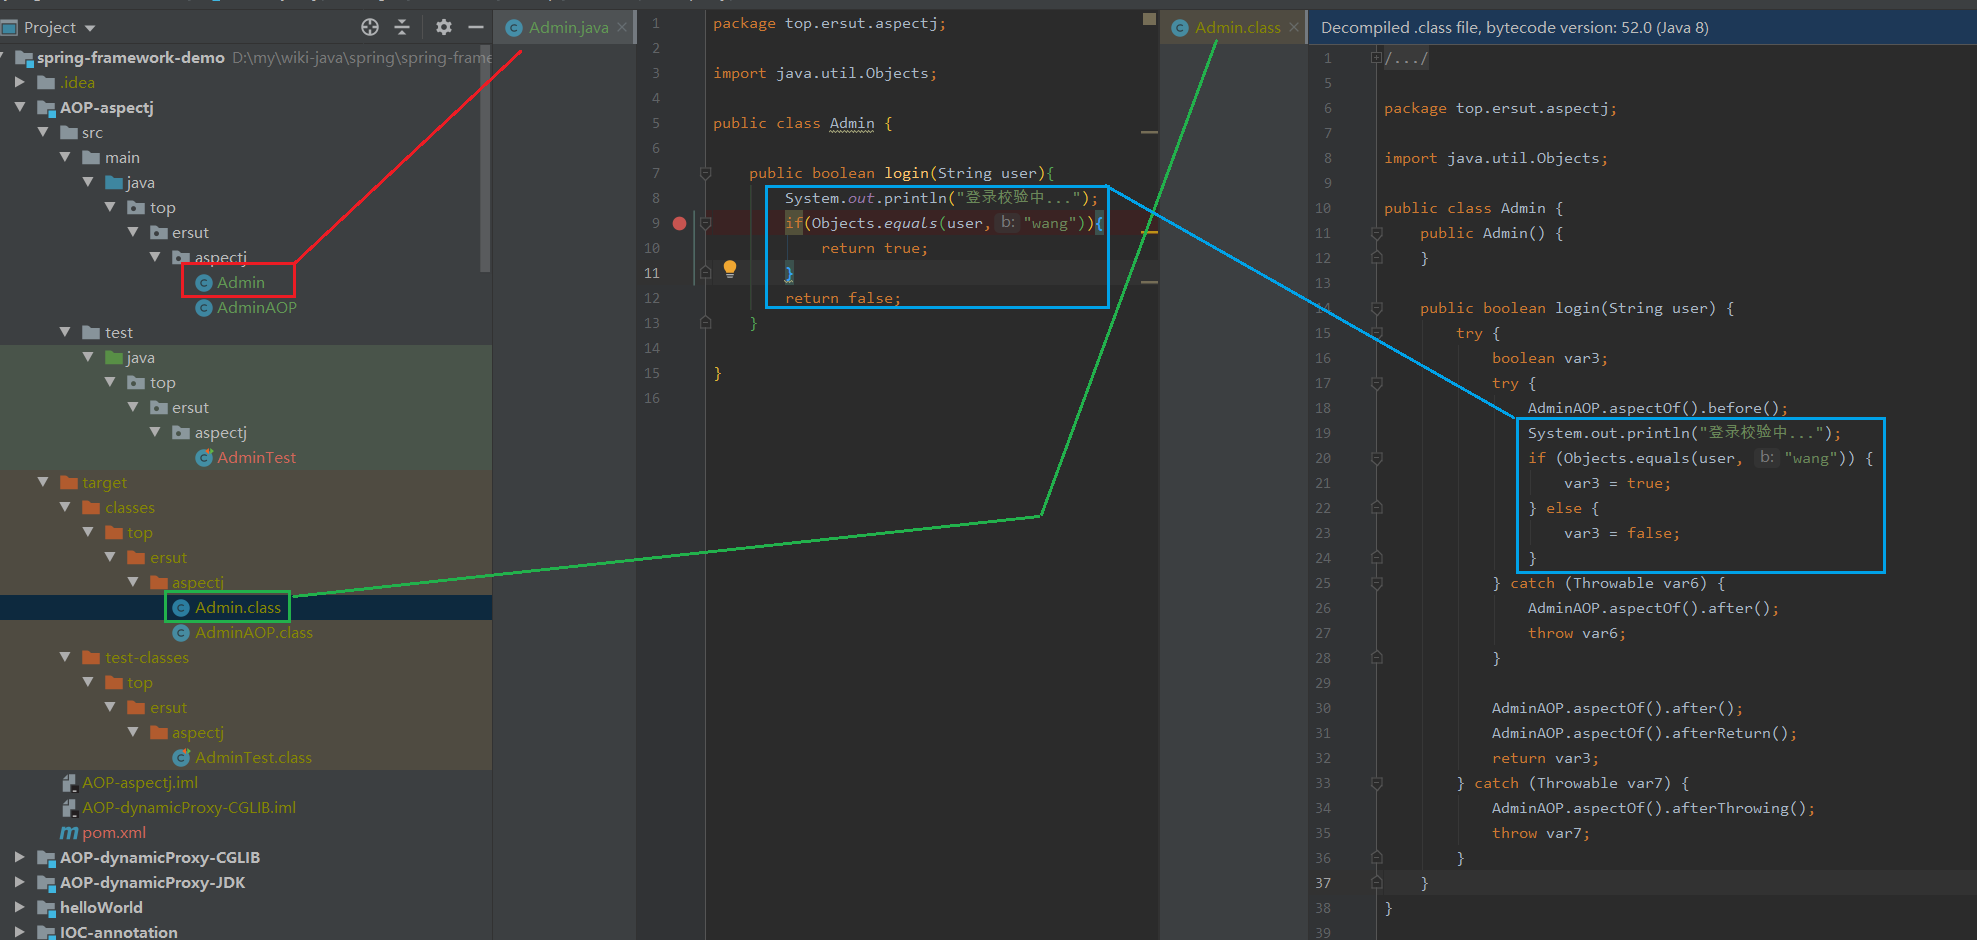 Project
spring-framework-demo D:\my\wiki-java\spring\spring-frame
.idea
AOP-aspectj
src
main
java
top
ersut
aspectj
Admin
AdminAOP
test
java
top
ersut
aspectj
AdminTest
target
classes
top
ersut
aspectj
Admin.class
AdminAOP.class
test-classes
top
ersut
aspectj
AdminTest.class
AOP-aspectj.iml
AOP-dynamicProxy-CGLIB.iml
pom.xml
AOP-dynamicProxy-CGLIB
AOP-dynamicProxy-JDK
helloWorld
IOC-annotation
Admin.java
1 package top.ersut.aspectj;
2
3 import java.util.Objects;
4
5 public class Admin {
6
7 public boolean login(String user){
8 System.out.println("登录校验中...");
9 if(Objects.equals(user, b: "wang")){
10 return true;
11 }
12 return false;
13 }
14
15 }
16
Admin.class
Decompiled .class file, bytecode version: 52.0 (Java 8)
1 /.../
5
6 package top.ersut.aspectj;
7
8 import java.util.Objects;
9
10 public class Admin {
11 public Admin() {
12 }
13
14 public boolean login(String user) {
15 try {
16 boolean var3;
17 try {
18 AdminAOP.aspectOf().before();
19 System.out.println("登录校验中...");
20 if (Objects.equals(user, b: "wang")) {
21 var3 = true;
22 } else {
23 var3 = false;
24 }
25 } catch (Throwable var6) {
26 AdminAOP.aspectOf().after();
27 throw var6;
28 }
29
30 AdminAOP.aspectOf().after();
31 AdminAOP.aspectOf().afterReturn();
32 return var3;
33 } catch (Throwable var7) {
34 AdminAOP.aspectOf().afterThrowing();
35 throw var7;
36 }
37 }
38 }
39